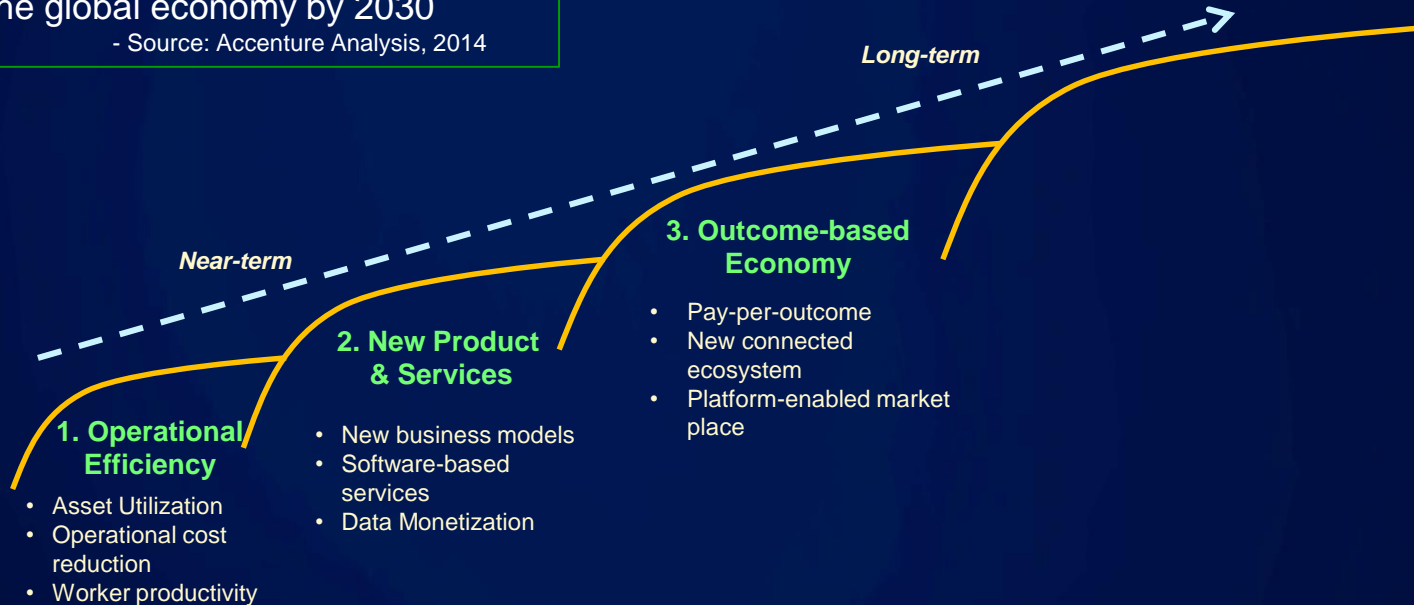 he global economy by 2030
- Source: Accenture Analysis, 2014
Long-term
Near-term
3. Outcome-based
Economy
• Pay-per-outcome
• New connected
ecosystem
• Platform-enabled market
place
2. New Product
& Services
• New business models
• Software-based
services
• Data Monetization
1. Operational
Efficiency
• Asset Utilization
• Operational cost
reduction
• Worker productivity